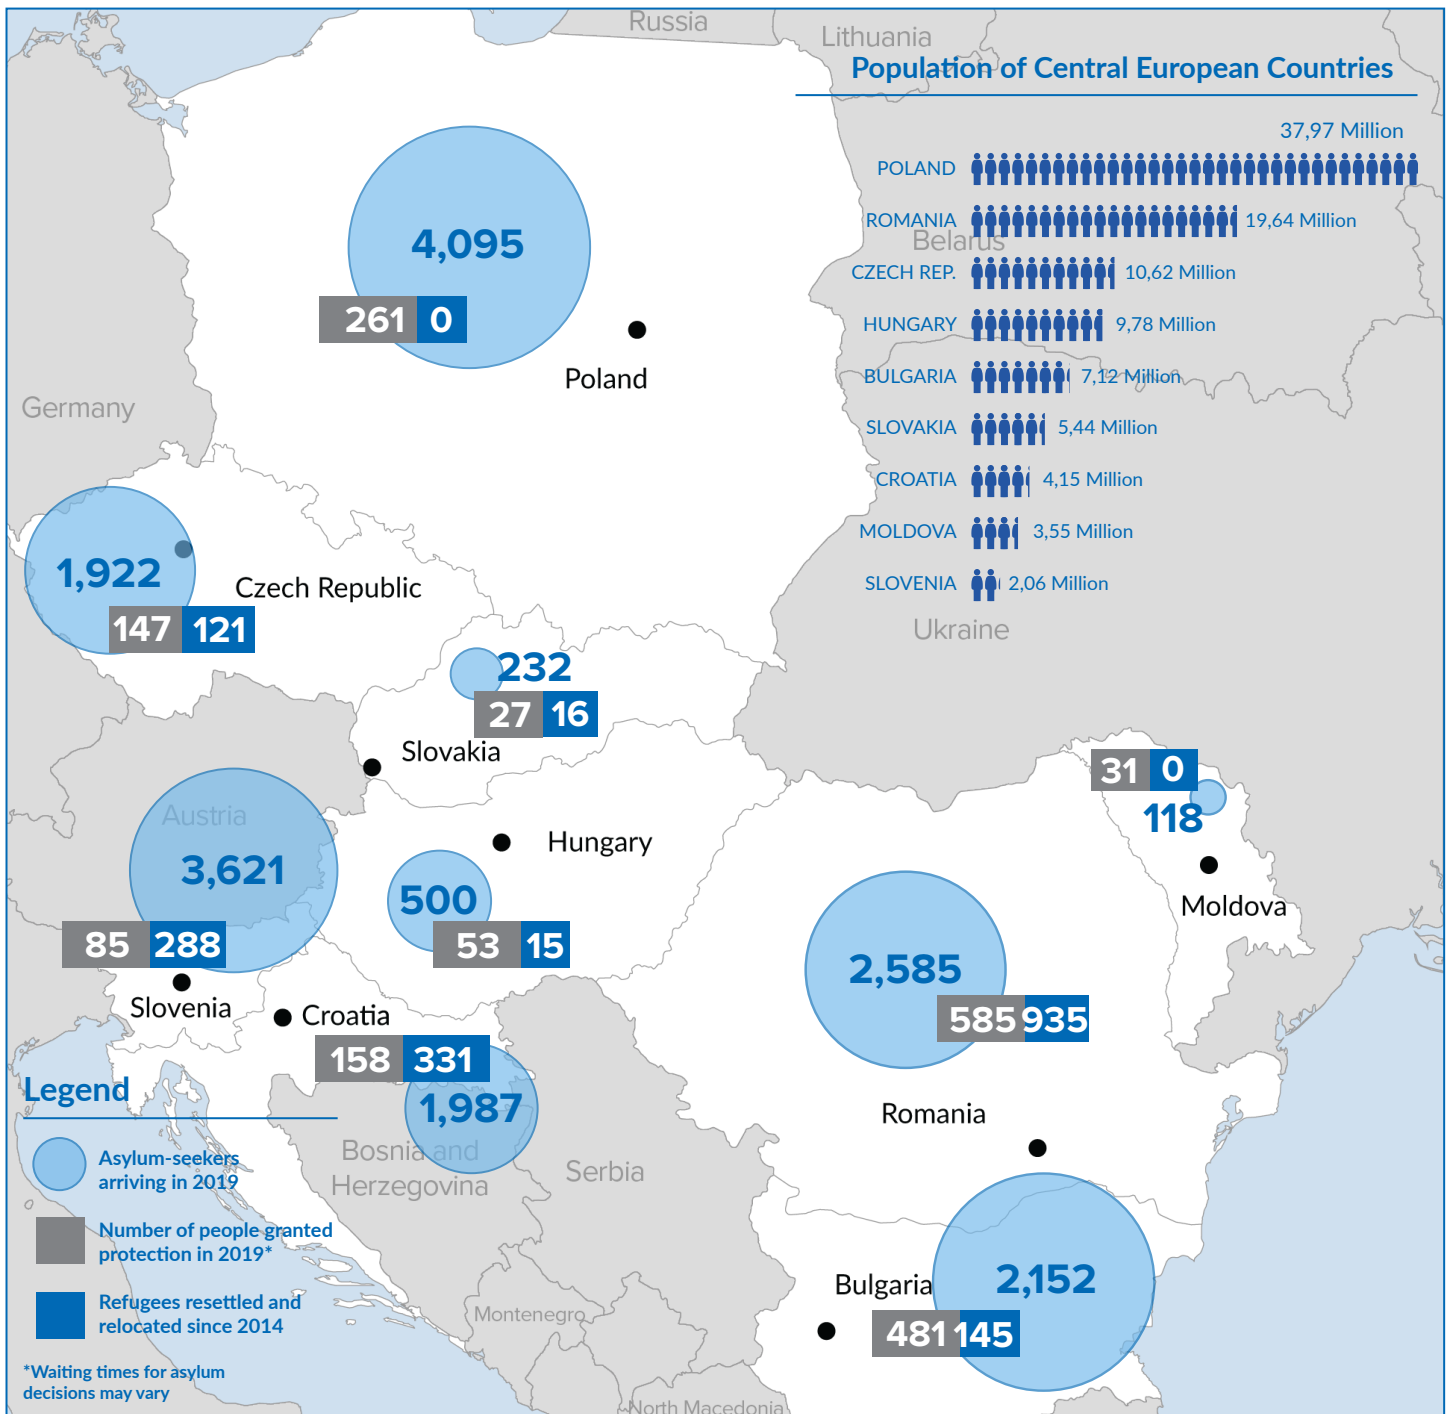 Russia
Lithuania
Population of Central European Countries
37,97 Million
POLAND
ROMANIA
19,64 Million
Belarus
CZECH REP.
10,62 Million
HUNGARY
9,78 Million
BULGARIA
7,12 Million
SLOVAKIA
5,44 Million
CROATIA
4,15 Million
MOLDOVA
3,55 Million
SLOVENIA
2,06 Million
Ukraine
4,095
261 0
Poland
Germany
1,922
Czech Republic
147 121
232
27 16
Slovakia
31 0
118
Moldova
Austria
3,621
85 288
Slovenia
Hungary
500
53 15
Croatia
158 331
1,987
2,585
585 935
Romania
Bosnia and
Herzegovina
Serbia
Bulgaria
2,152
481 145
Montenegro
North Macedonia
Legend
Asylum-seekers
arriving in 2019
Number of people granted
protection in 2019*
Refugees resettled and
relocated since 2014
*Waiting times for asylum
decisions may vary